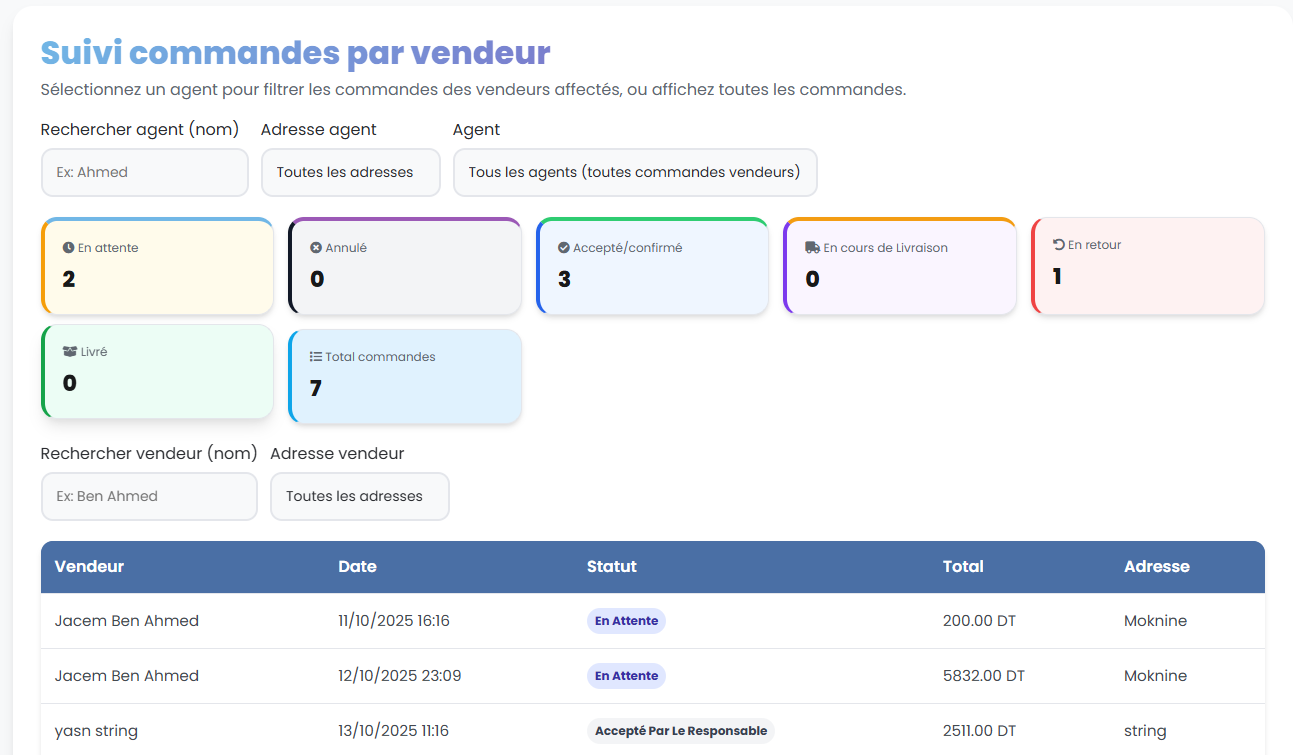 Suivi commandes par vendeur
Sélectionnez un agent pour filtrer les commandes des vendeurs affectés, ou affichez toutes les commandes.
Rechercher agent (nom) Adresse agent Agent
Ex: Ahmed Toutes les adresses Tous les agents (toutes commandes vendeurs)
En attente Annulé Accepté/confirmé En cours de Livraison En retour
2 0 3 0 1
Livré Total commandes
0 7
Rechercher vendeur (nom) Adresse vendeur
Ex: Ben Ahmed Toutes les adresses
Vendeur Date Statut Total Adresse
Jacem Ben Ahmed 11/10/2025 16:16 En Attente 200.00 DT Moknine
Jacem Ben Ahmed 12/10/2025 23:09 En Attente 5832.00 DT Moknine
yasn string 13/10/2025 11:16 Accepté Par Le Responsable 2511.00 DT string